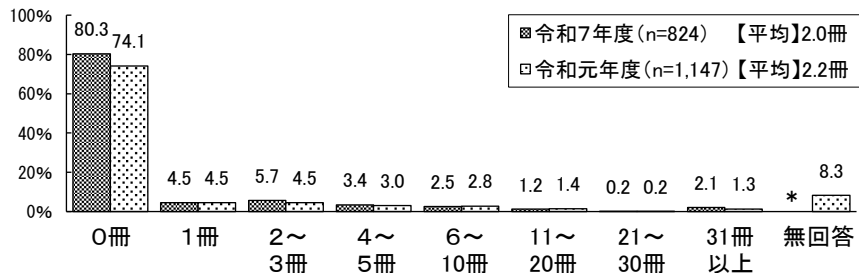 100%
80%
60%
40%
20%
0%
80.3 74.1
4.5 4.5
5.7 4.5
3.4 3.0
2.5 2.8
1.2 1.4
0.2 0.2
2.1 1.3
* 8.3
令和7年度(n=824) 【平均】2.0冊
令和元年度(n=1,147)【平均】2.2冊
0冊
1冊
2～
3冊
4～
5冊
6～
10冊
11～
20冊
21～
30冊
31冊
以上
無回答